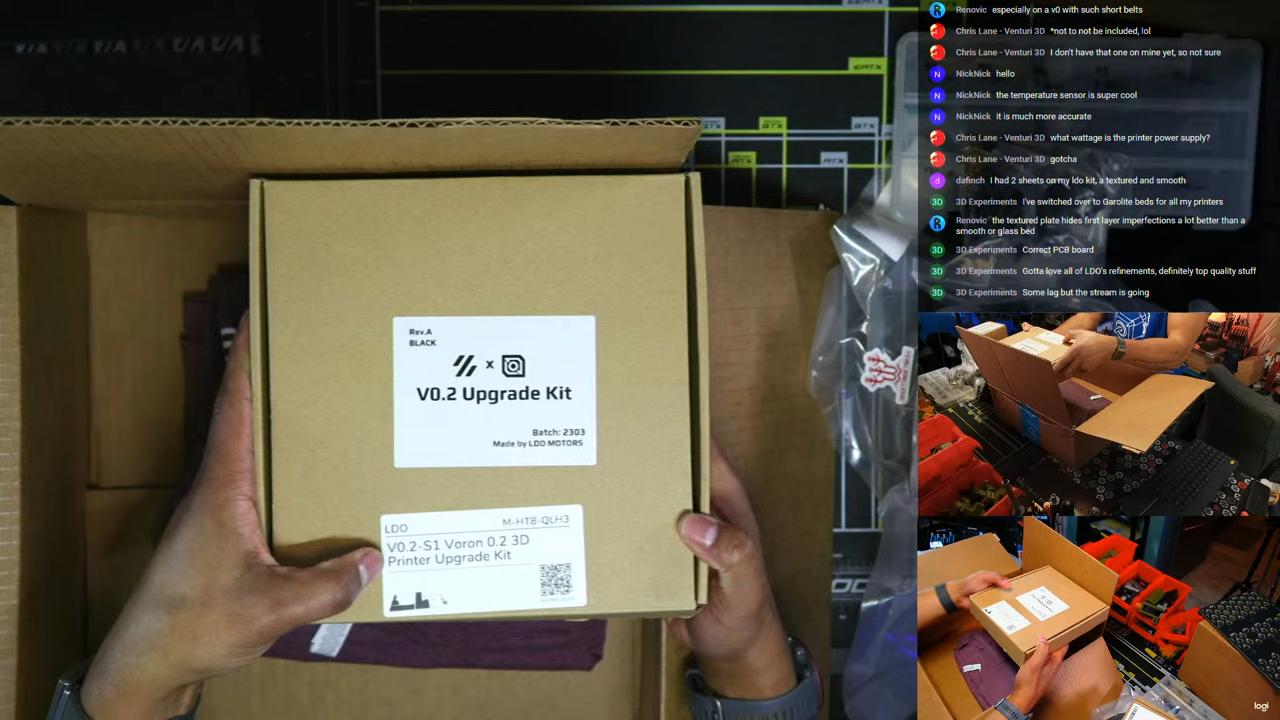 Rev.A
BLACK
x
V0.2 Upgrade Kit
Batch: 2303
Made by LDO MOTORS
LDO M-HT8-QLH3
V0.2-S1 Voron 0.2 3D
Printer Upgrade Kit
EATX
ATX
R Renovic especially on a v0 with such short belts
Chris Lane - Venturi 3D *not to not be included, lol
Chris Lane - Venturi 3D I don't have that one on mine yet, so not sure
N NickNick hello
N NickNick the temperature sensor is super cool
N NickNick it is much more accurate
Chris Lane - Venturi 3D what wattage is the printer power supply?
Chris Lane - Venturi 3D gotcha
d dafinch I had 2 sheets on my ldo kit, a textured and smooth
3D 3D Experiments I've switched over to Garolite beds for all my printers
R Renovic the textured plate hides first layer imperfections a lot better than a
smooth or glass bed
3D 3D Experiments Correct PCB board
3D 3D Experiments Gotta love all of LDO's refinements, definitely top quality stuff
3D 3D Experiments Some lag but the stream is going
logi